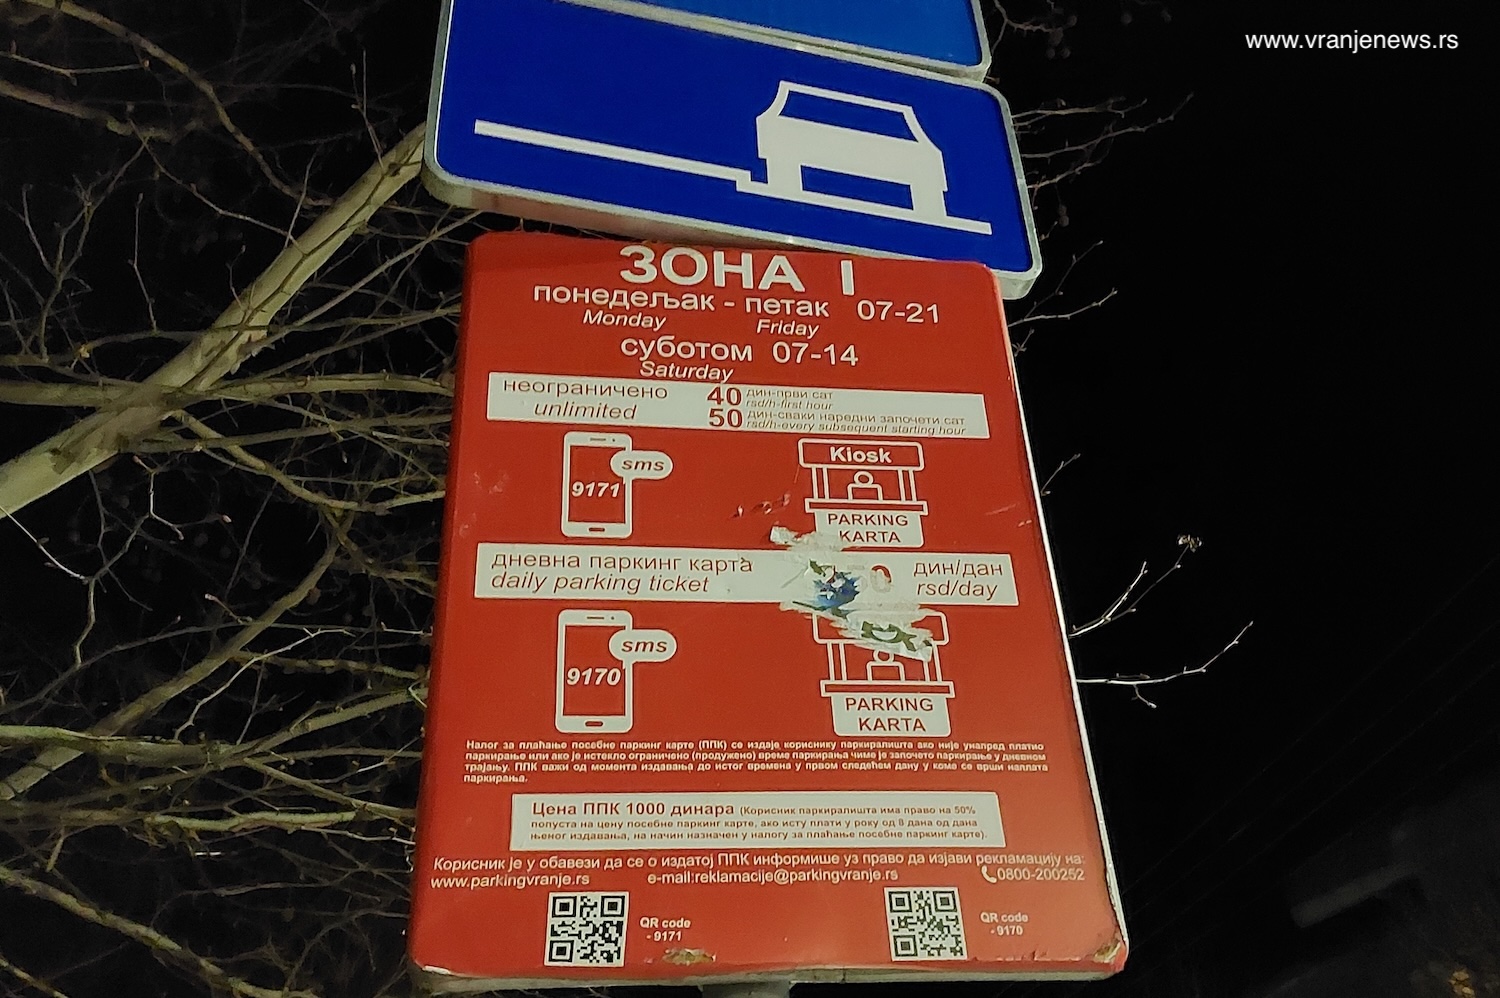 www.vranjenews.rs
ЗОНА I
понедељак - петак 07-21
Monday Friday
суботом 07-14
Saturday
неограничено 40 дин-први сат
rsd/h-first hour
unlimited 50 дин-сваки наредни започети сат
rsd/h-every subsequent starting hour
sms
9171
Kiosk
PARKING
KARTA
дневна паркинг карта дин/дан
daily parking ticket rsd/day
sms
9170
PARKING
KARTA
Налог за плаћање посебне паркинг карте (ППК) се издаје кориснику паркиралишта ако није унапред платио
паркирање или ако је истекло ограничено (продужено) време паркирања чиме је започето паркирање у дневном
трајању. ППК важи од момента издавања до истог времена у првом следећем дану у коме се врши наплата
паркирања.
Цена ППК 1000 динара (Корисник паркиралишта има право на 50%
попуста на цену посебне паркинг карте, ако исту плати у року од 8 дана од дана
њеног издавања, на начин назначен у налогу за плаћање посебне паркинг карте).
Корисник је у обавези да се о издатој ППК информише уз право да изјави рекламацију на:
www.parkingvranje.rs e-mail:reklamacije@parkingvranje.rs 0800-200252
QR code
- 9171
QR code
- 9170